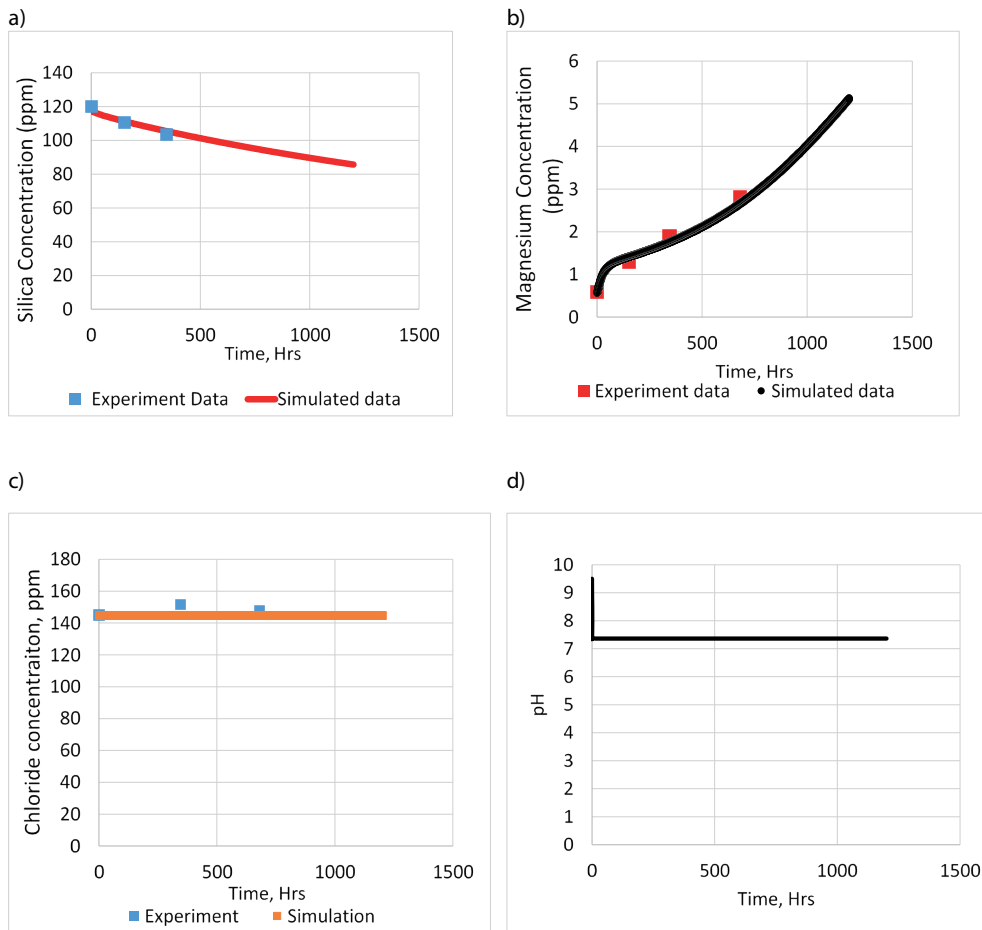 a)
Silica Concentration (ppm)
140
120
100
80
60
40
20
0
0 500 1000 1500
Time, Hrs
Experiment Data Simulated data
b)
Magnesium Concentration
(ppm)
6
5
4
3
2
1
0
0 500 1000 1500
Time, Hrs
Experiment data Simulated data
c)
Chloride concentraiton, ppm
180
160
140
120
100
80
60
40
20
0
0 500 1000 1500
Time, Hrs
Experiment Simulation
d)
pH
10
9
8
7
6
5
4
3
2
1
0
0 500 1000 1500
Time, Hrs